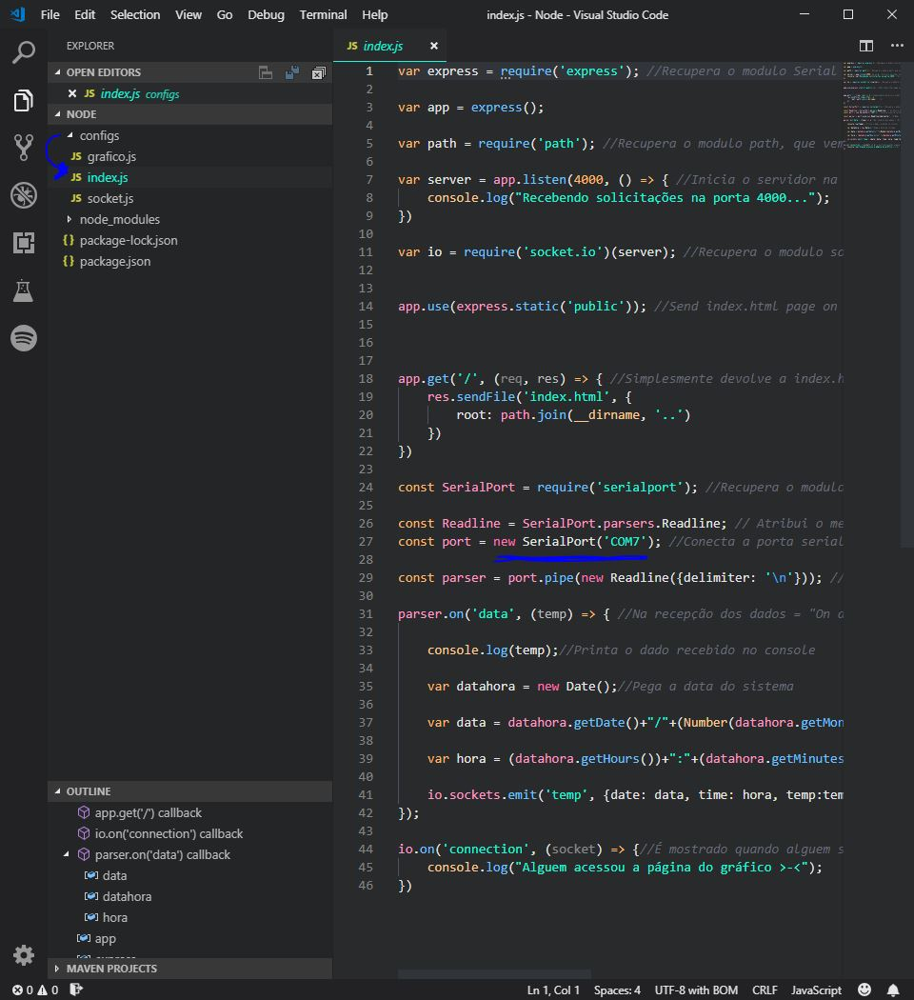 File Edit Selection View Go Debug Terminal Help index.js - Node - Visual Studio Code
EXPLORER
OPEN EDITORS
JS index.js configs
NODE
configs
JS grafico.js
JS index.js
JS socket.js
node_modules
{} package-lock.json
{} package.json
OUTLINE
app.get('/') callback
io.on('connection') callback
parser.on('data') callback
data
datahora
hora
app
MAVEN PROJECTS
JS index.js
1 var express = require('express'); //Recupera o modulo Serial
2
3 var app = express();
4
5 var path = require('path'); //Recupera o modulo path, que vem
6
7 var server = app.listen(4000, () => { //Inicia o servidor na
8 console.log("Recebendo solicitações na porta 4000...");
9 })
10
11 var io = require('socket.io')(server); //Recupera o modulo so
12
13
14 app.use(express.static('public')); //Send index.html page on
15
16
17
18 app.get('/', (req, res) => { //Simplesmente devolve a index.h
19 res.sendFile('index.html', {
20 root: path.join(__dirname, '..')
21 })
22 })
23
24 const SerialPort = require('serialport'); //Recupera o modulo
25
26 const Readline = SerialPort.parsers.Readline; // Atribui o me
27 const port = new SerialPort('COM7'); //Conecta a porta serial
28
29 const parser = port.pipe(new Readline({delimiter: '\n'})); //
30
31 parser.on('data', (temp) => { //Na recepção dos dados = "On d
32
33 console.log(temp);//Printa o dado recebido no console
34
35 var datahora = new Date();//Pega a data do sistema
36
37 var data = datahora.getDate()+"/"+(Number(datahora.getMon
38
39 var hora = (datahora.getHours())+":"+(datahora.getMinutes
40
41 io.sockets.emit('temp', {date: data, time: hora, temp:tem
42 });
43
44 io.on('connection', (socket) => {//É mostrado quando alguem s
45 console.log("Alguem acessou a página do gráfico >-<");
46 })
0 0 Ln 1, Col 1 Spaces: 4 UTF-8 with BOM CRLF JavaScript